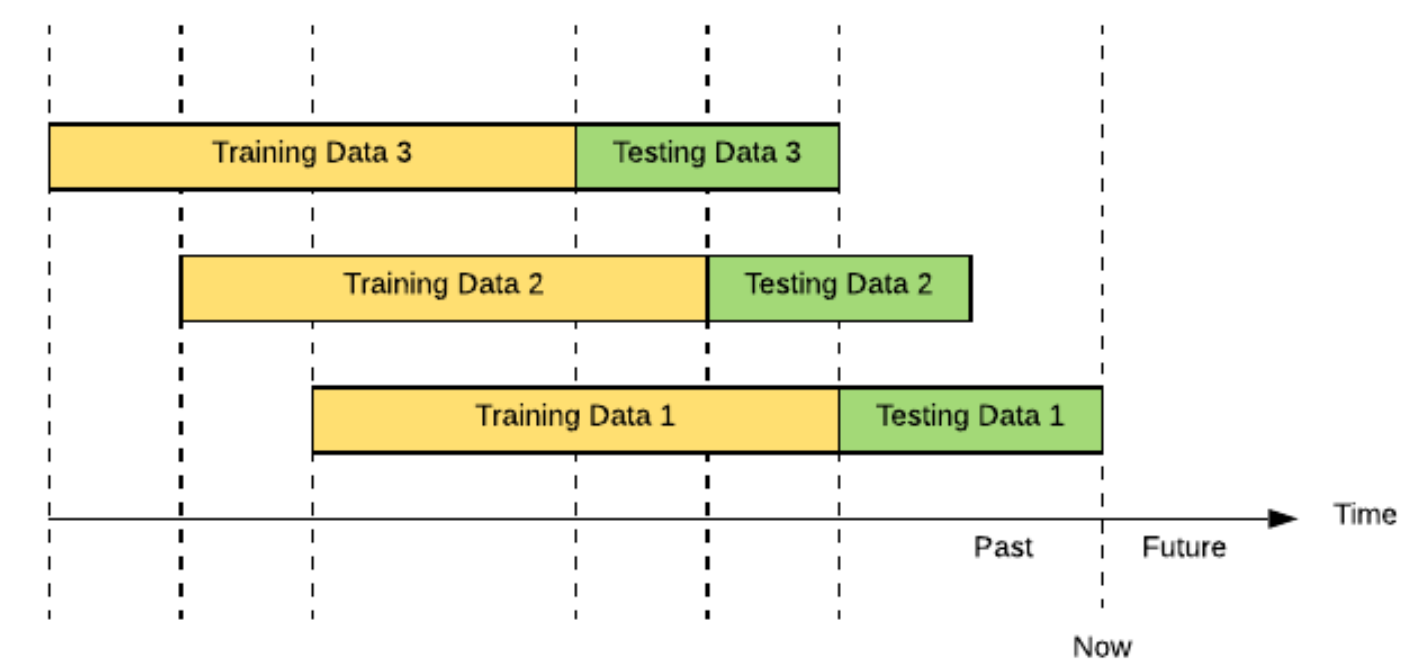 Training Data 3
Testing Data 3
Training Data 2
Testing Data 2
Training Data 1
Testing Data 1
Time
Past
Future
Now